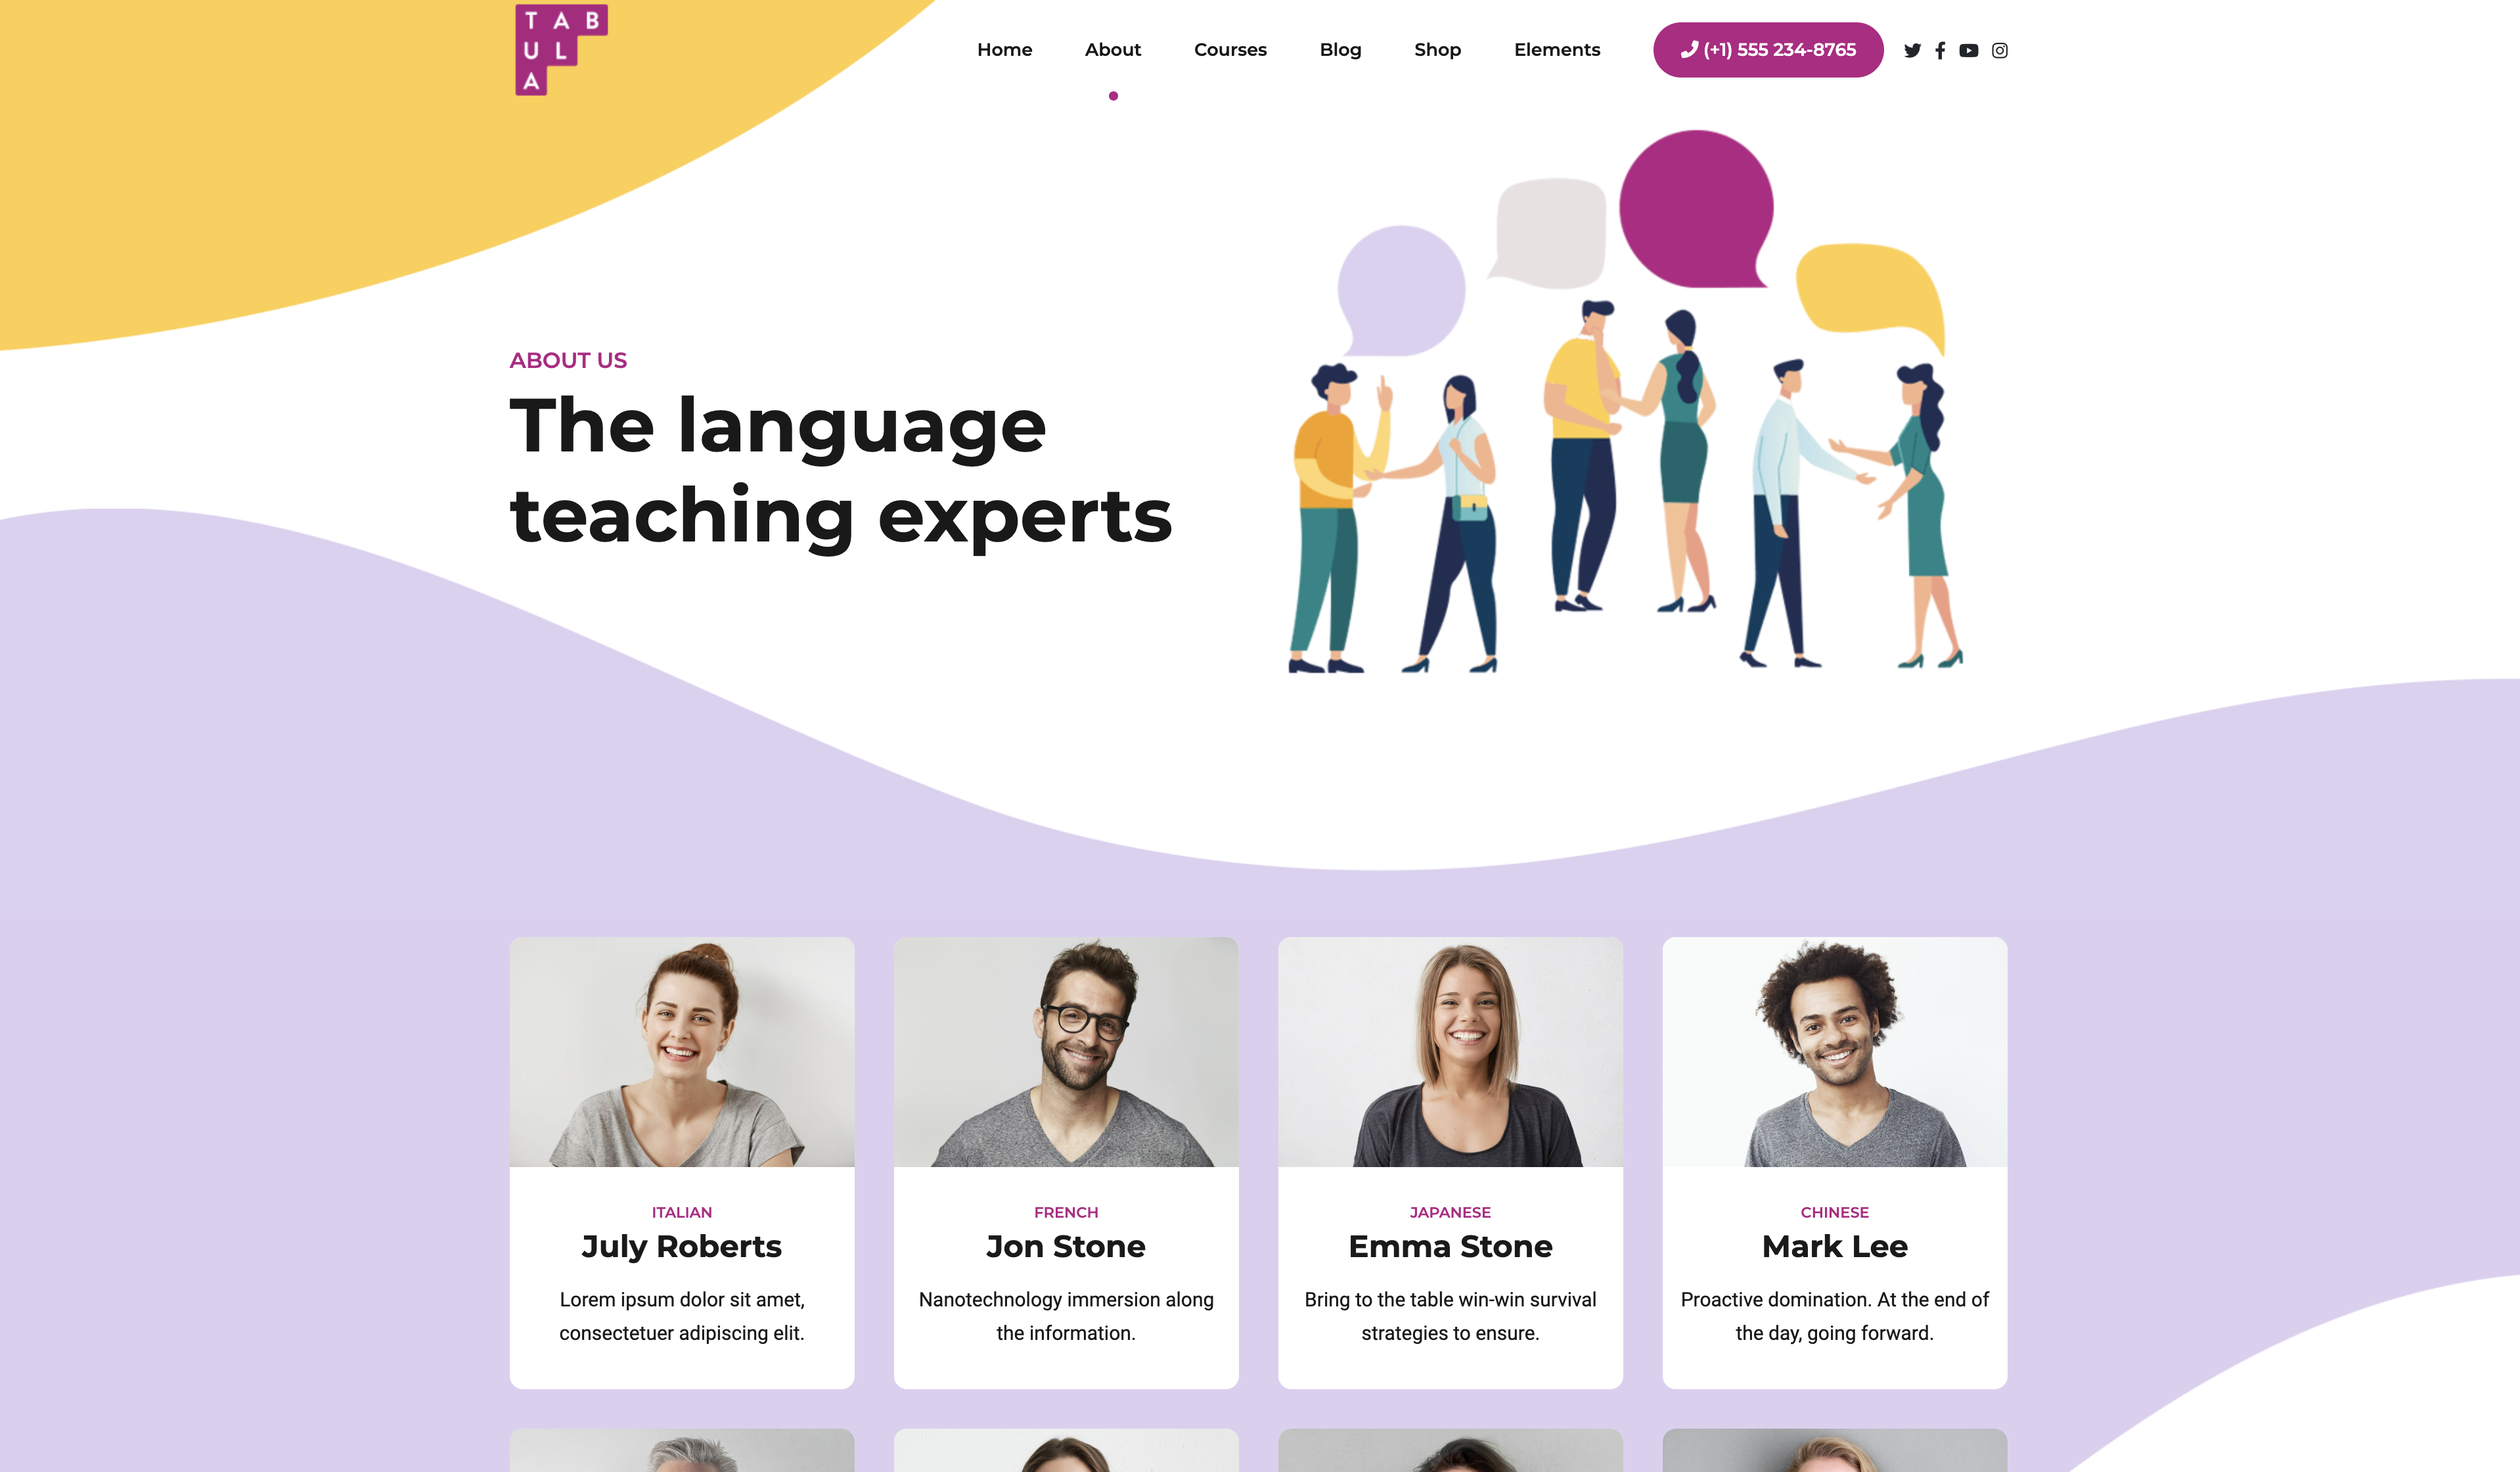 T A B
U L
A
Home About Courses Blog Shop Elements (+1) 555 234-8765
ABOUT US
The language
teaching experts
ITALIAN
July Roberts
Lorem ipsum dolor sit amet,
consectetuer adipiscing elit.
FRENCH
Jon Stone
Nanotechnology immersion along
the information.
JAPANESE
Emma Stone
Bring to the table win-win survival
strategies to ensure.
CHINESE
Mark Lee
Proactive domination. At the end of
the day, going forward.